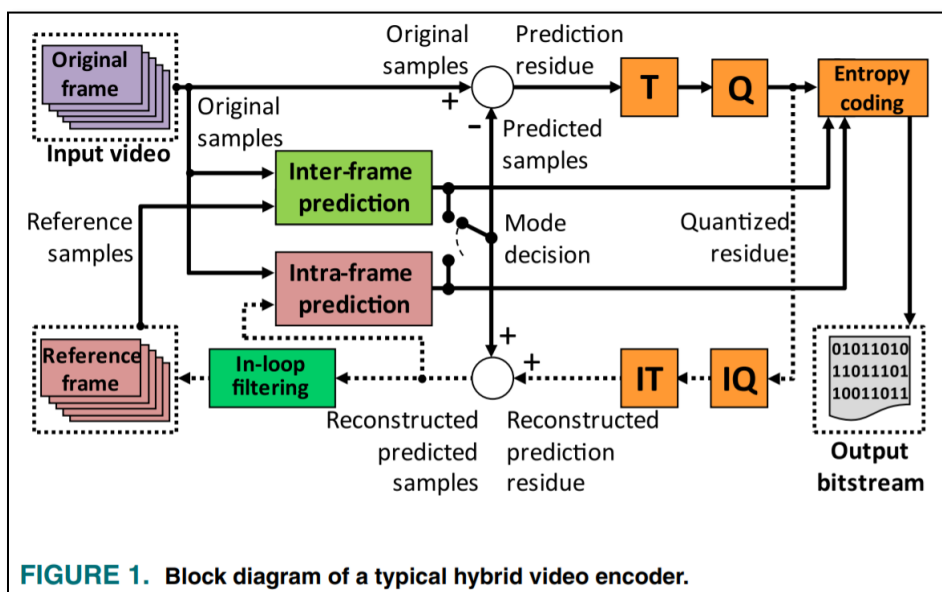 Original
frame
Input video
Original
samples
Original
samples
+
-
Prediction
residue
T
Q
Entropy
coding
Predicted
samples
Inter-frame
prediction
Reference
samples
Mode
decision
Quantized
residue
Intra-frame
prediction
Reference
frame
In-loop
filtering
+
+
IT
IQ
Reconstructed
predicted
samples
Reconstructed
prediction
residue
01011010
11011101
10011011
Output
bitstream
FIGURE 1. Block diagram of a typical hybrid video encoder.